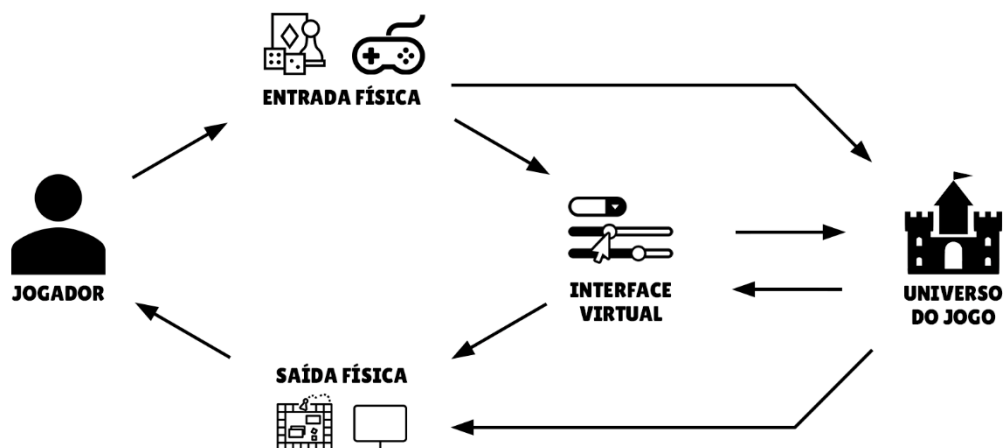 ENTRADA FÍSICA
JOGADOR
INTERFACE
VIRTUAL
UNIVERSO
DO JOGO
SAÍDA FÍSICA